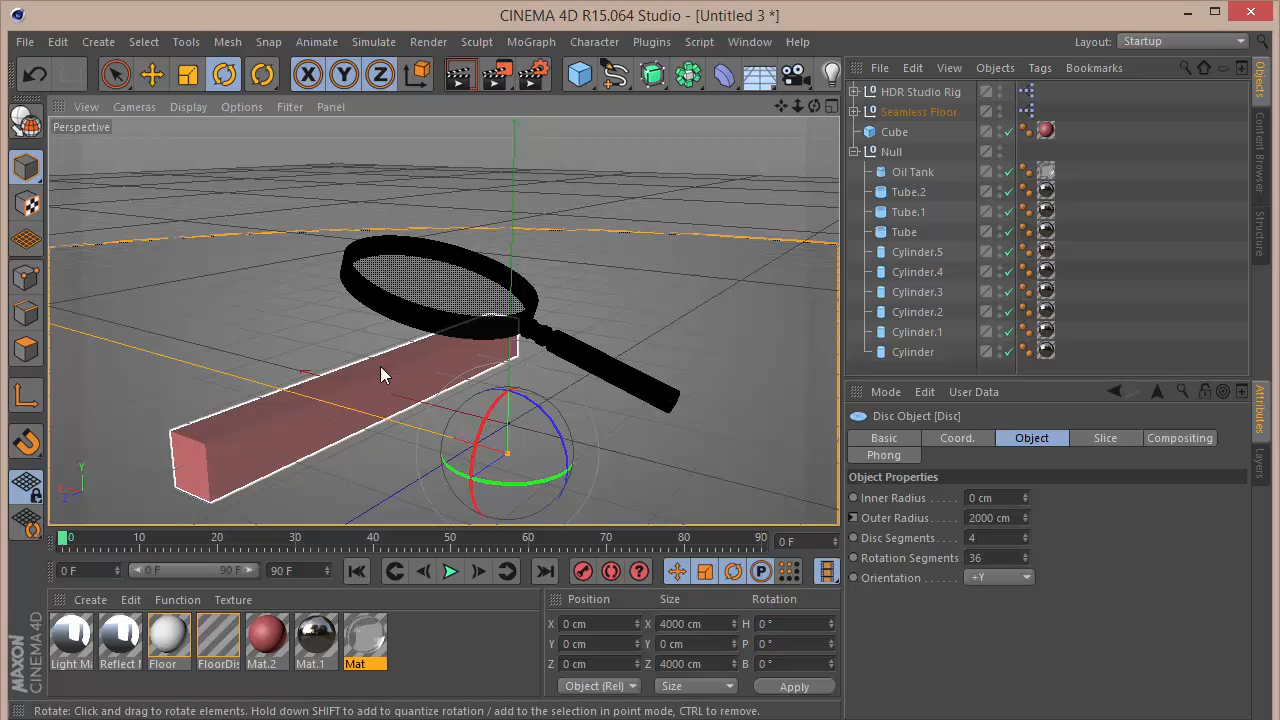 CINEMA 4D R15.064 Studio - [Untitled 3 *]
File Edit Create Select Tools Mesh Snap Animate Simulate Render Sculpt MoGraph Character Plugins Script Window Help Layout: Startup
X Y Z
File Edit View Objects Tags Bookmarks
View Cameras Display Options Filter Panel
Perspective
HDR Studio Rig
Seamless Floor
Cube
Null
Oil Tank
Tube.2
Tube.1
Tube
Cylinder.5
Cylinder.4
Cylinder.3
Cylinder.2
Cylinder.1
Cylinder
Objects
Content Browser
Structure
Y
X
Z
Mode Edit User Data
Disc Object [Disc]
Basic Coord. Object Slice Compositing
Phong
Object Properties
Inner Radius . . . . . 0 cm
Outer Radius . . . . . 2000 cm
Disc Segments . . . . 4
Rotation Segments 36
Orientation . . . . . . +Y
Attributes
Layers
0 10 20 30 40 50 60 70 80 90 0 F
0 F 0 F 90 F 90 F
P
Create Edit Function Texture
Light Ma Reflect M Floor FloorDis Mat.2 Mat.1 Mat
Position Size Rotation
X 0 cm X 4000 cm H 0 °
Y 0 cm Y 0 cm P 0 °
Z 0 cm Z 4000 cm B 0 °
Object (Rel) Size Apply
MAXON
CINEMA 4D
Rotate: Click and drag to rotate elements. Hold down SHIFT to add to quantize rotation / add to the selection in point mode, CTRL to remove.